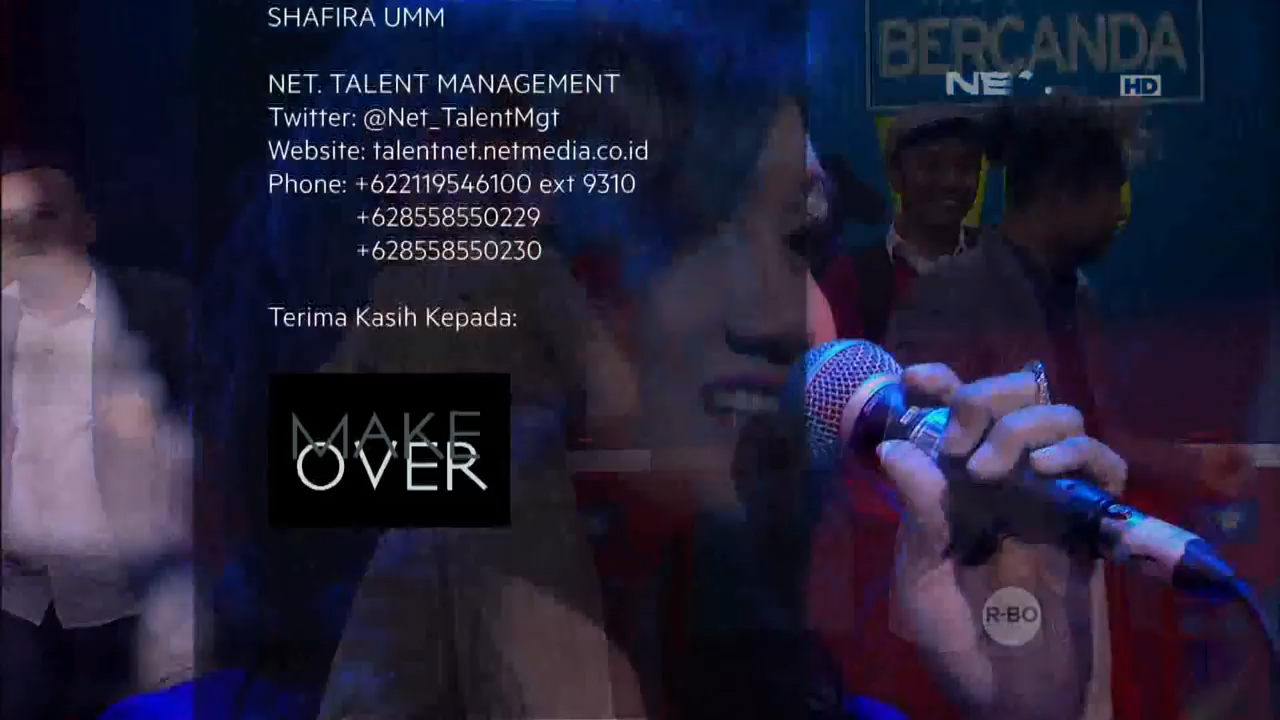 SHAFIRA UMM
NET. TALENT MANAGEMENT
Twitter: @Net_TalentMgt
Website: talentnet.netmedia.co.id
Phone: +622119546100 ext 9310
+628558550229
+628558550230
Terima Kasih Kepada:
MAKE
OVER
BERCANDA
NET.
HD
R-BO